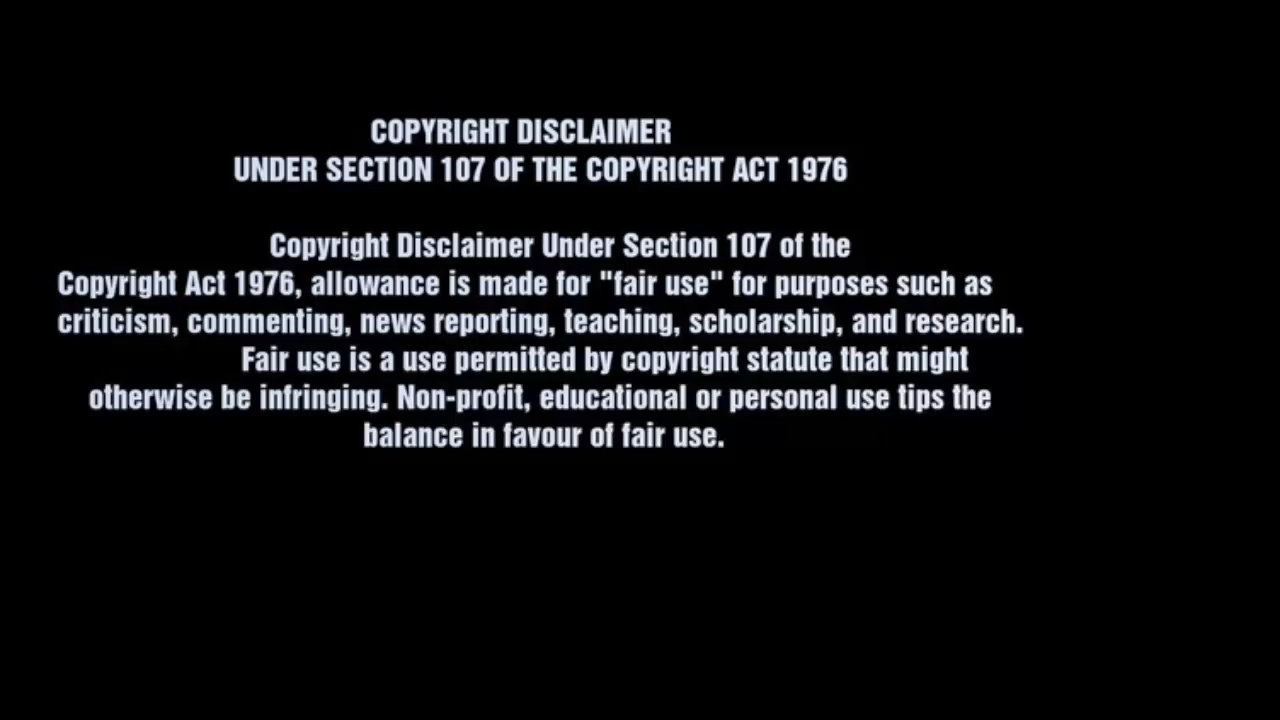 COPYRIGHT DISCLAIMER
UNDER SECTION 107 OF THE COPYRIGHT ACT 1976
Copyright Disclaimer Under Section 107 of the
Copyright Act 1976, allowance is made for "fair use" for purposes such as
criticism, commenting, news reporting, teaching, scholarship, and research.
Fair use is a use permitted by copyright statute that might
otherwise be infringing. Non-profit, educational or personal use tips the
balance in favour of fair use.